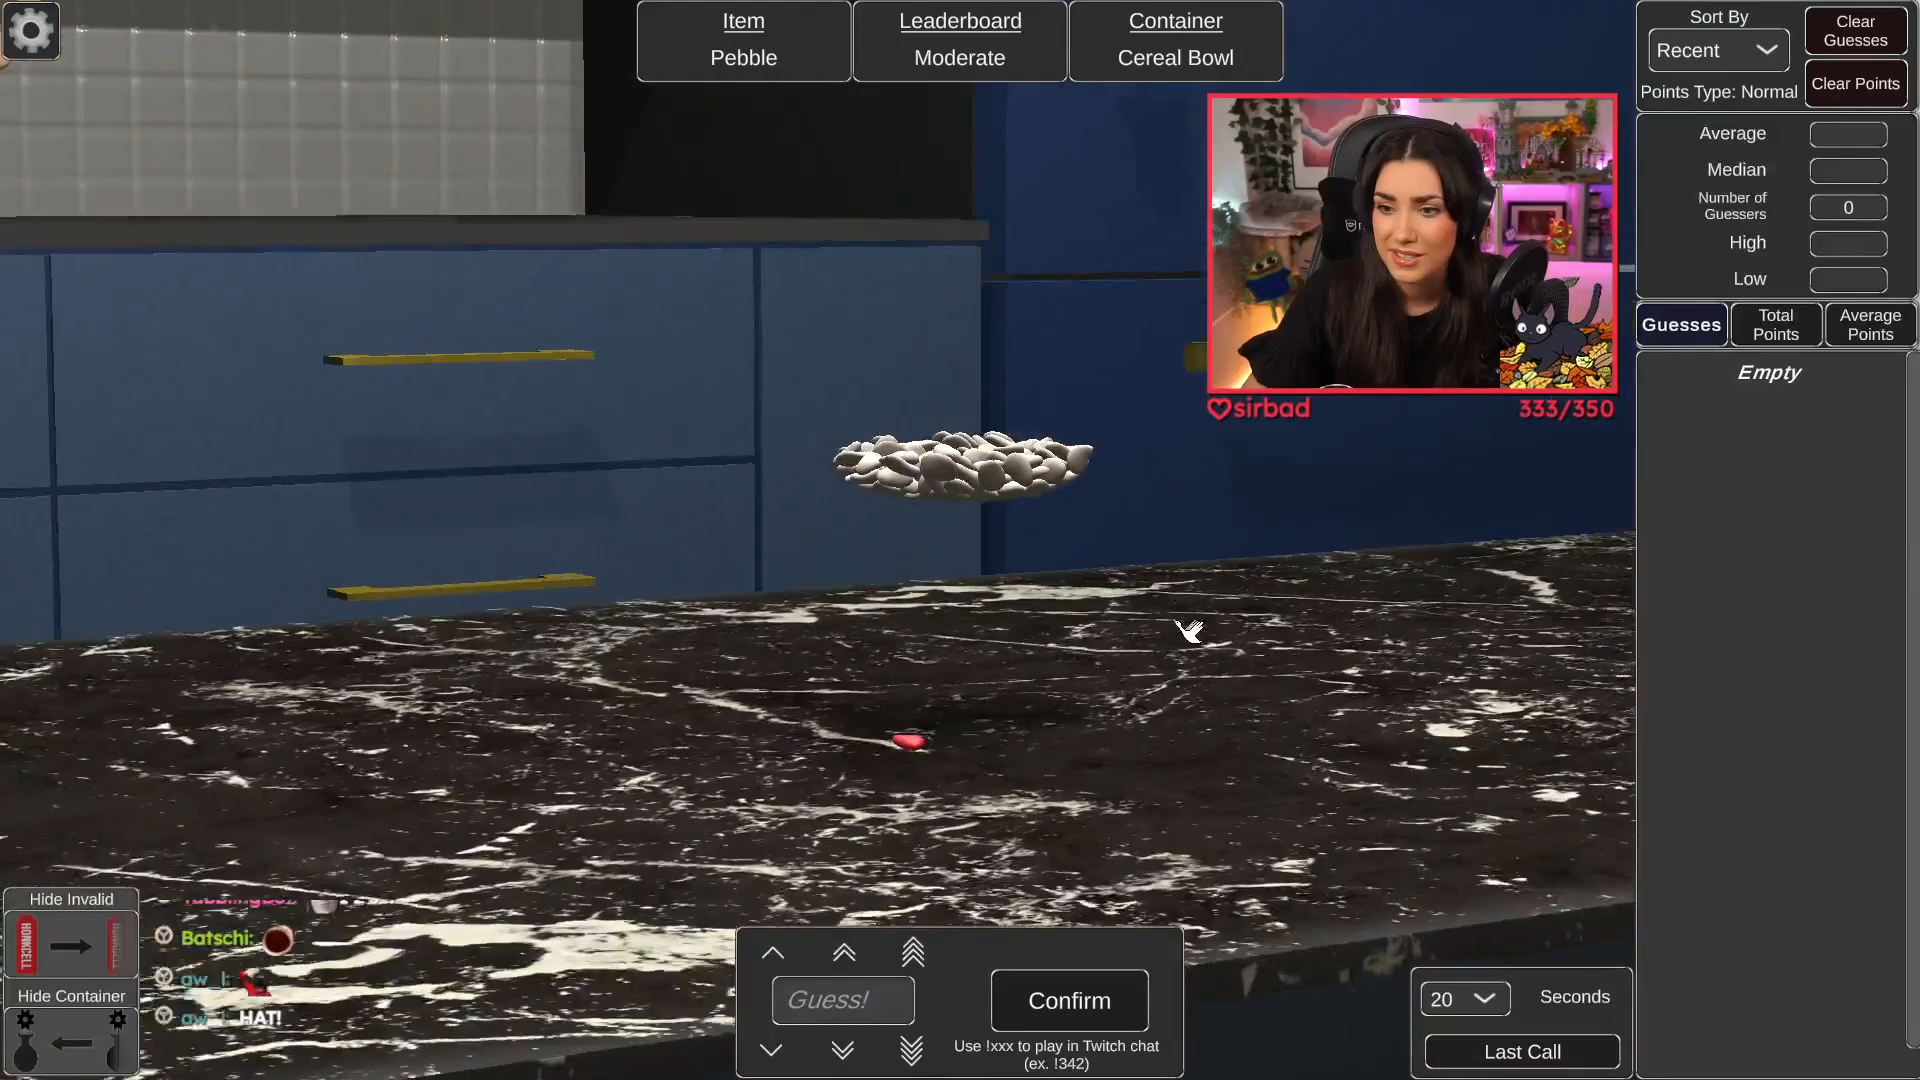 Item
Pebble
Leaderboard
Moderate
Container
Cereal Bowl
Sort By
Recent
Clear Guesses
Points Type: Normal
Clear Points
Average
Median
Number of Guessers
0
High
Low
Guesses
Total Points
Average Points
Empty
sirbad
333/350
Hide Invalid
HONKCELL
Hide Container
Batschi:
HAT!
Guess!
Confirm
Use !xxx to play in Twitch chat
(ex. !342)
20
Seconds
Last Call